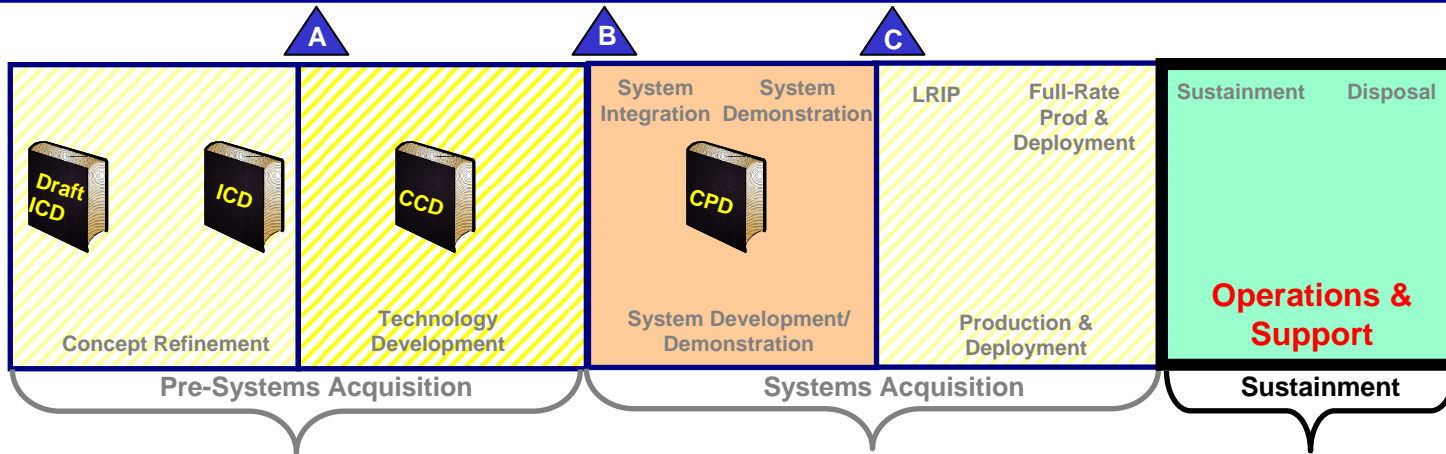 A
B
C
System
Integration
System
Demonstration
LRIP
Full-Rate
Prod &
Deployment
Sustainment
Disposal
Draft
ICD
ICD
CCD
CPD
Concept Refinement
Technology
Development
System Development/
Demonstration
Production &
Deployment
Operations &
Support
Pre-Systems Acquisition
Systems Acquisition
Sustainment